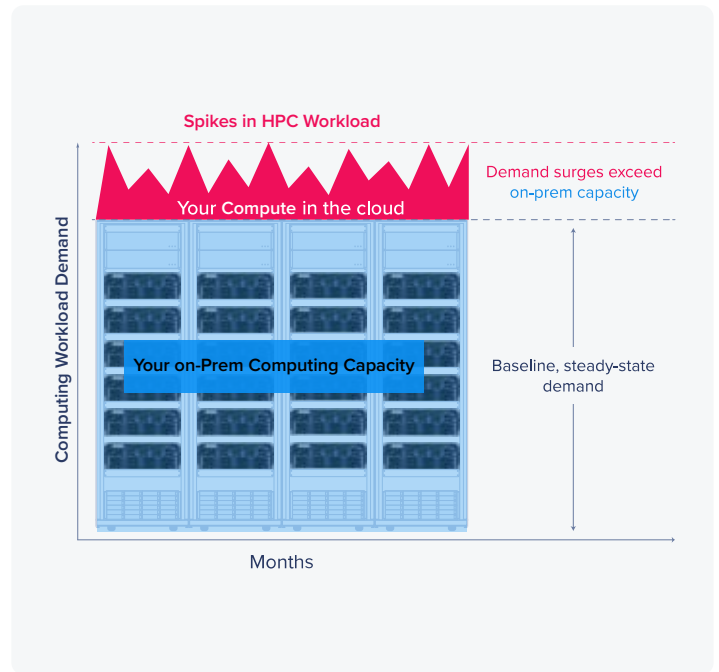 Spikes in HPC Workload
Demand surges exceed
on-prem capacity
Your Compute in the cloud
Computing Workload Demand
Your on-Prem Computing Capacity
Baseline, steady-state
demand
Months